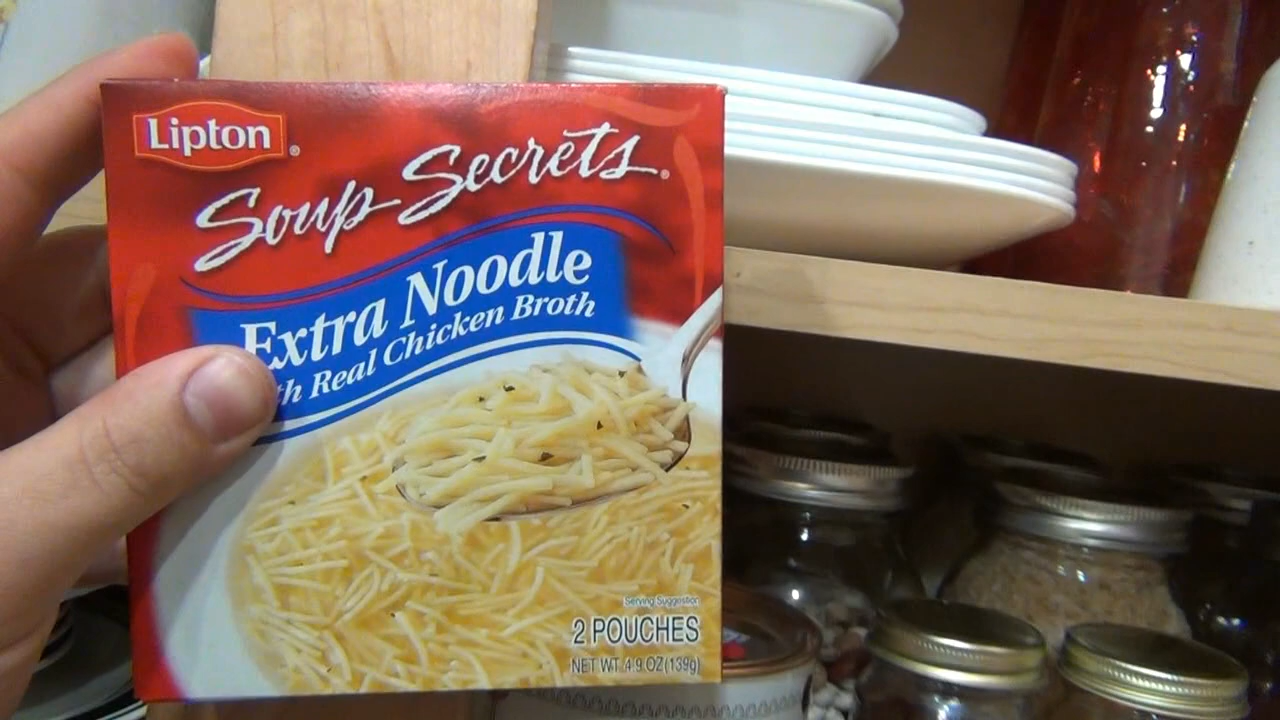 Lipton®
Soup Secrets®
Extra Noodle
th Real Chicken Broth
Serving Suggestion
2 POUCHES
NET WT. 4.9 OZ (139g)